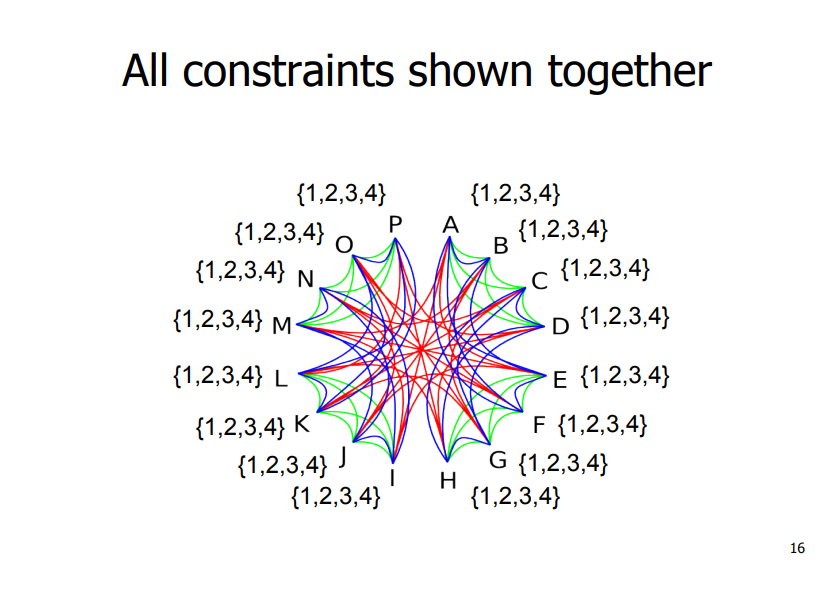 All constraints shown together
{1,2,3,4} {1,2,3,4}
P A
{1,2,3,4} O B {1,2,3,4}
{1,2,3,4} N C {1,2,3,4}
{1,2,3,4} M D {1,2,3,4}
{1,2,3,4} L E {1,2,3,4}
{1,2,3,4} K F {1,2,3,4}
{1,2,3,4} J G {1,2,3,4}
I H
{1,2,3,4} {1,2,3,4}
16